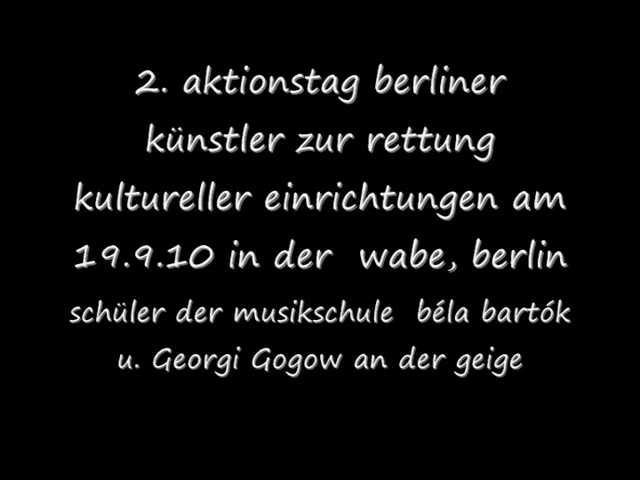 2. aktionstag berliner
künstler zur rettung
kultureller einrichtungen am
19.9.10 in der wabe, berlin
schüler der musikschule béla bartók
u. Georgi Gogow an der geige